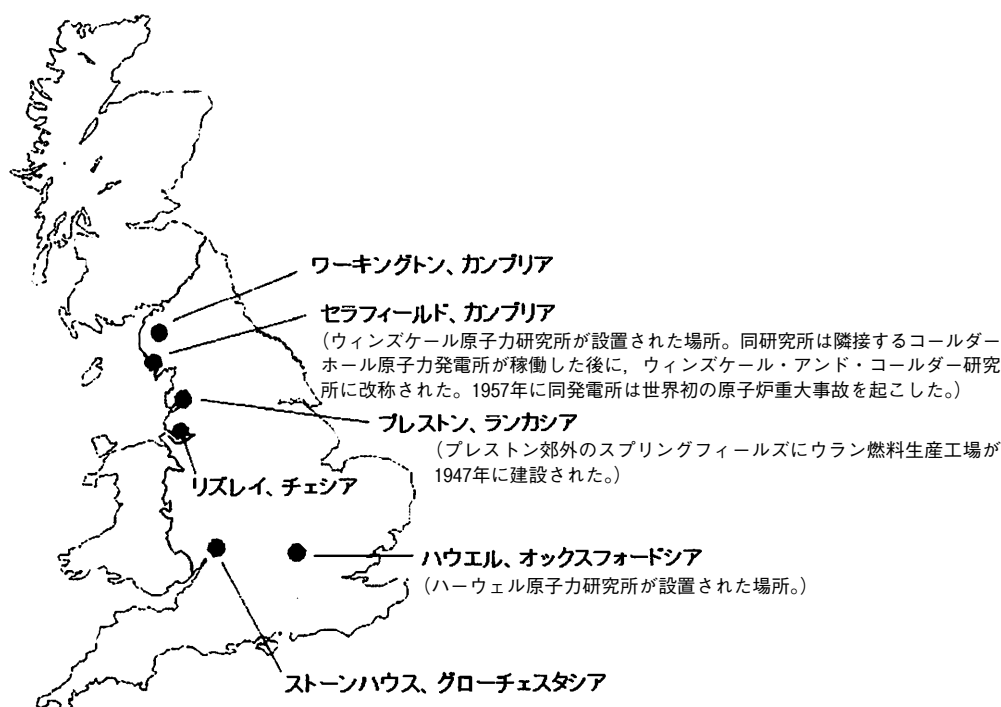 ワーキングトン、カンブリア
セラフィールド、カンブリア
（ウィンズケール原子力研究所が設置された場所。同研究所は隣接するコールダー
ホール原子力発電所が稼働した後に，ウィンズケール・アンド・コールダー研究
所に改称された。1957年に同発電所は世界初の原子炉重大事故を起こした。）
プレストン、ランカシア
（プレストン郊外のスプリングフィールズにウラン燃料生産工場が
1947年に建設された。）
リズレイ、チェシア
ハウエル、オックスフォードシア
（ハーウェル原子力研究所が設置された場所。）
ストーンハウス、グローチェスタシア